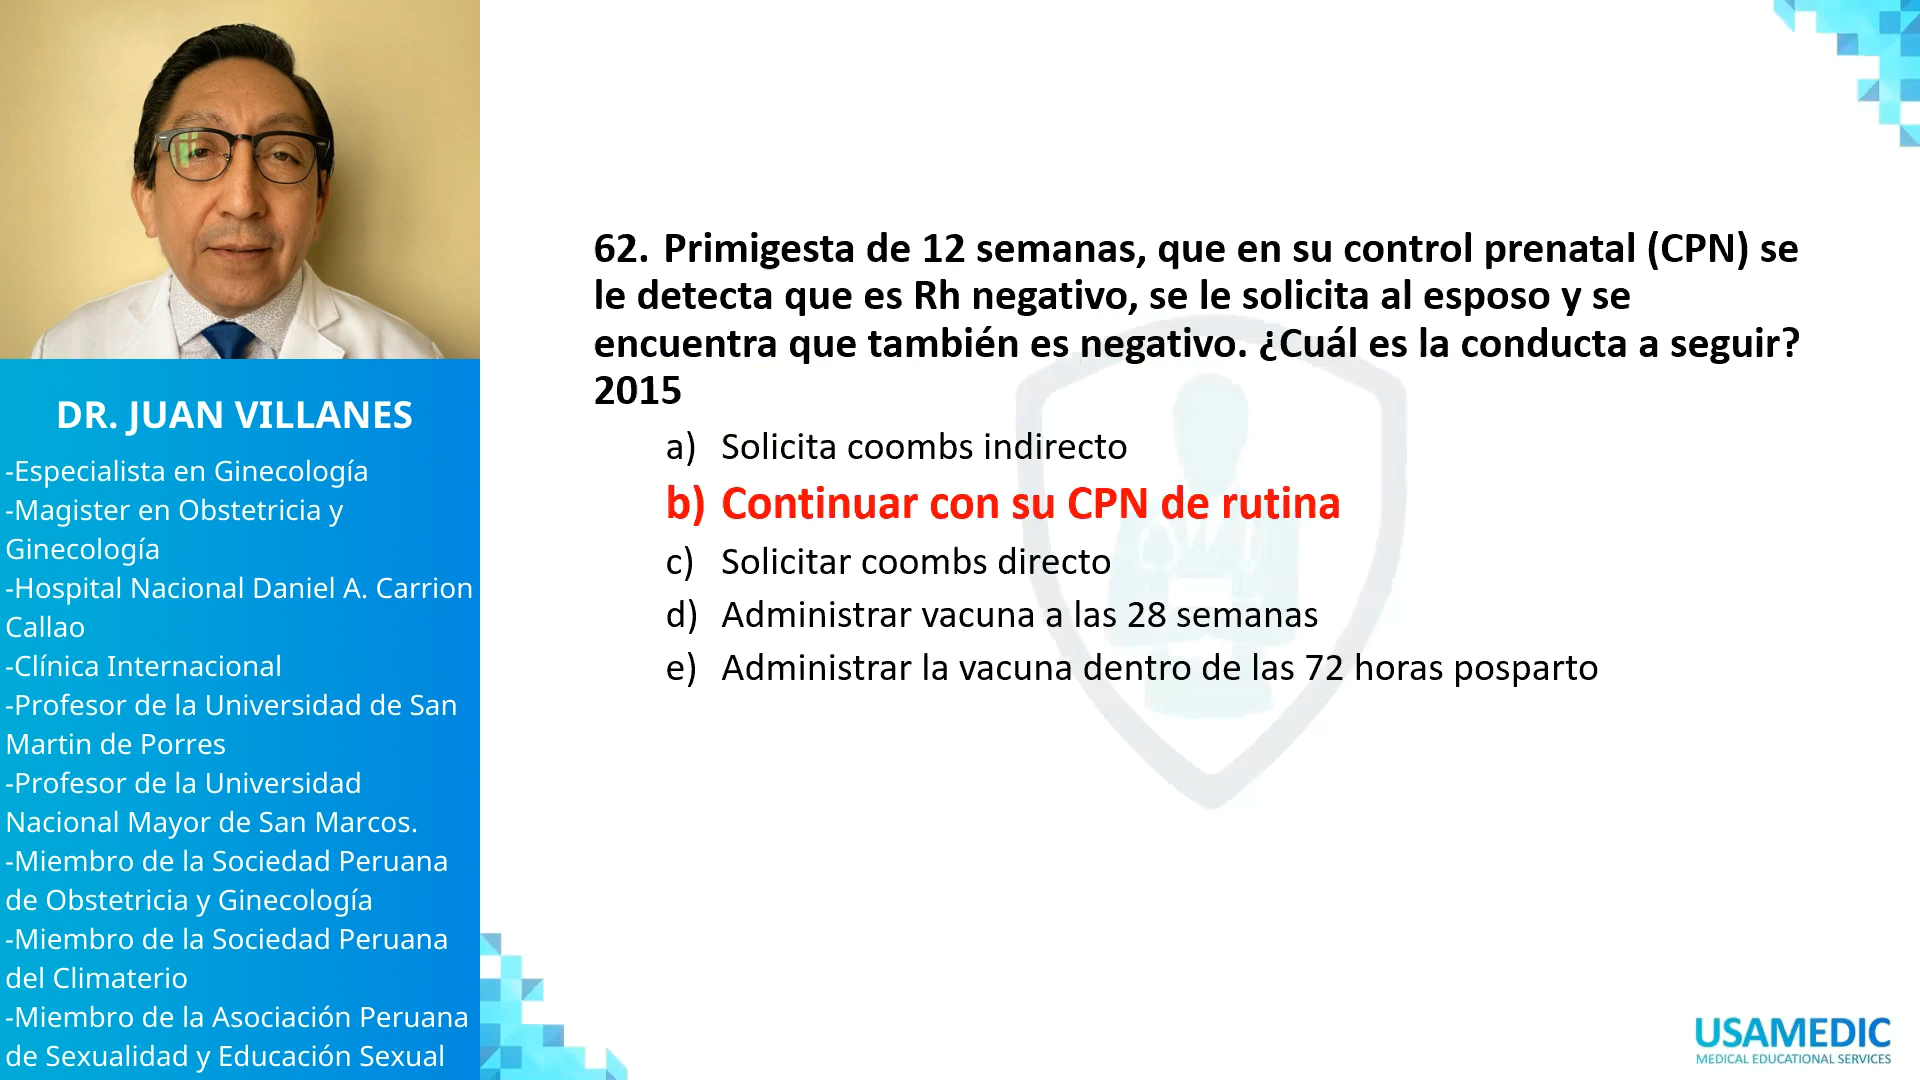 DR. JUAN VILLANES
-Especialista en Ginecología
-Magister en Obstetricia y
Ginecología
-Hospital Nacional Daniel A. Carrion
Callao
-Clínica Internacional
-Profesor de la Universidad de San
Martin de Porres
-Profesor de la Universidad
Nacional Mayor de San Marcos.
-Miembro de la Sociedad Peruana
de Obstetricia y Ginecología
-Miembro de la Sociedad Peruana
del Climaterio
-Miembro de la Asociación Peruana
de Sexualidad y Educación Sexual
62. Primigesta de 12 semanas, que en su control prenatal (CPN) se
le detecta que es Rh negativo, se le solicita al esposo y se
encuentra que también es negativo. ¿Cuál es la conducta a seguir?
2015
a) Solicita coombs indirecto
b) Continuar con su CPN de rutina
c) Solicitar coombs directo
d) Administrar vacuna a las 28 semanas
e) Administrar la vacuna dentro de las 72 horas posparto
USAMEDIC
MEDICAL EDUCATIONAL SERVICES